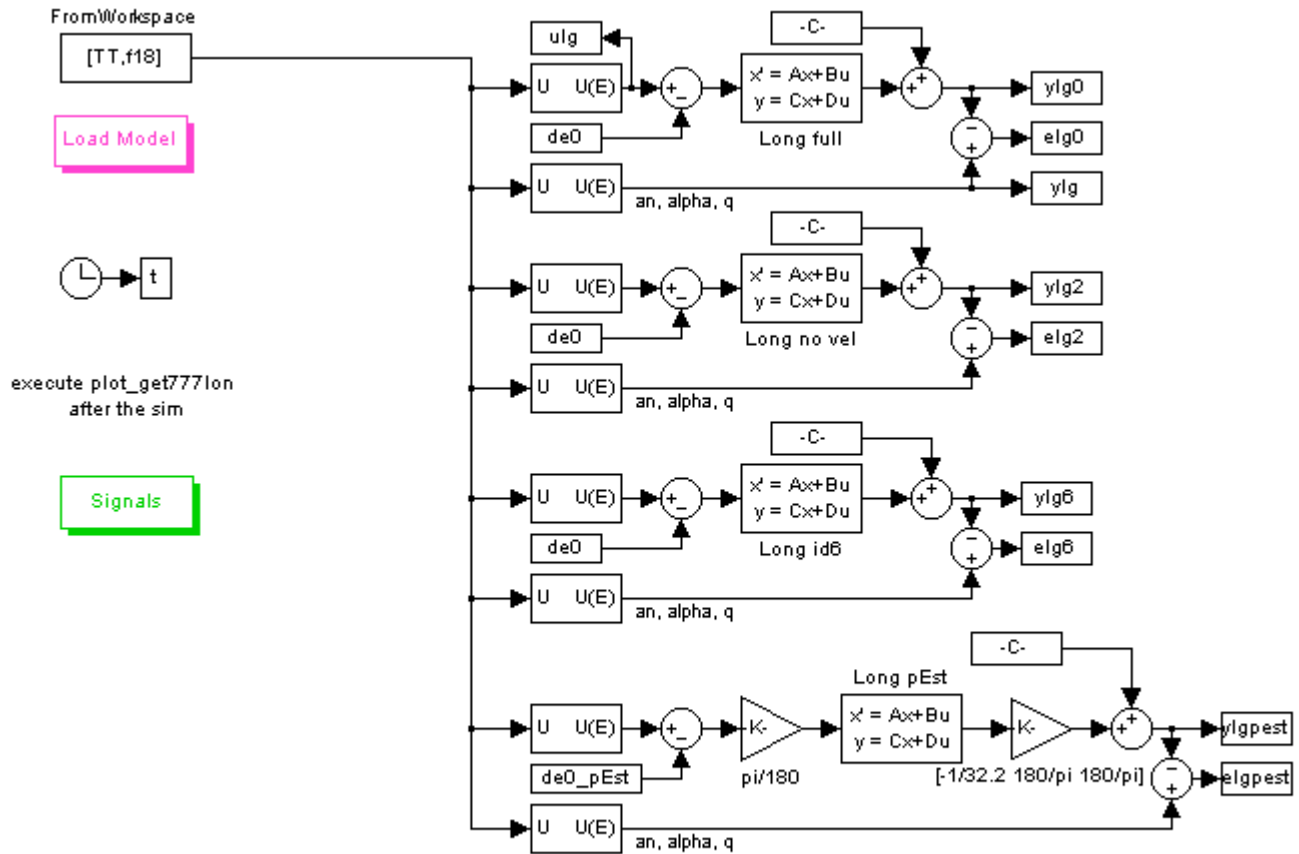 FromWorkspace
[TT,f18]
Load Model
t
execute plot_get777lon
after the sim
Signals
ulg
-C-
U U(E)
+
−
x' = Ax+Bu
y = Cx+Du
+
+
ylg0
de0
Long full
−
+
elg0
U U(E)
an, alpha, q
ylg
-C-
U U(E)
+
−
x' = Ax+Bu
y = Cx+Du
+
+
ylg2
de0
Long no vel
−
+
elg2
U U(E)
an, alpha, q
-C-
U U(E)
+
−
x' = Ax+Bu
y = Cx+Du
+
+
ylg6
de0
Long id6
−
+
elg6
U U(E)
an, alpha, q
-C-
Long pEst
U U(E)
+
−
K-
x' = Ax+Bu
y = Cx+Du
K-
+
+
ylgpest
de0_pEst
pi/180
[-1/32.2 180/pi 180/pi]
−
+
elgpest
U U(E)
an, alpha, q